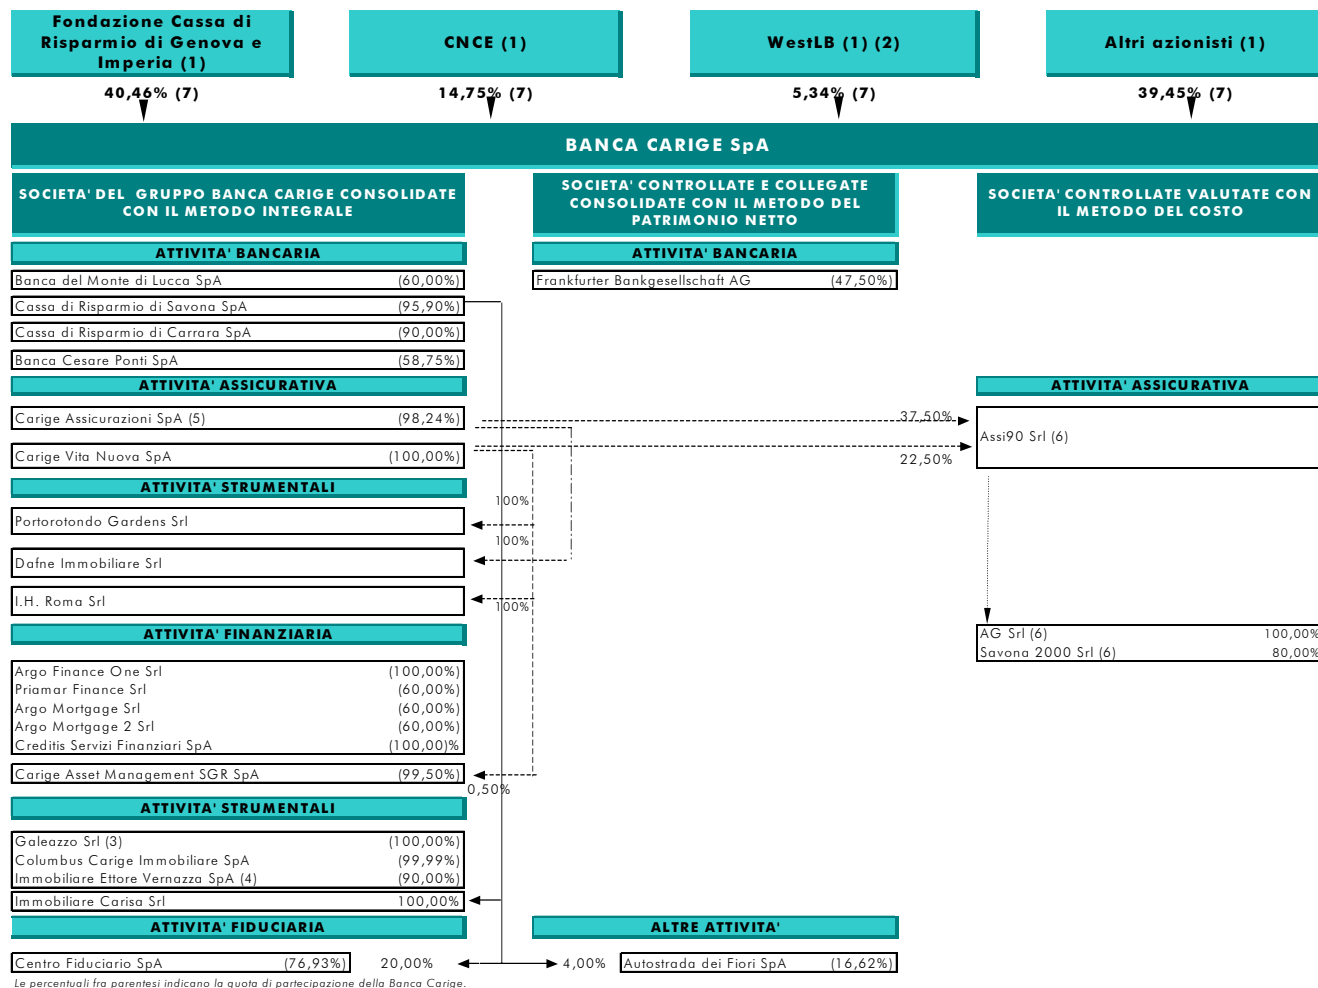 Fondazione Cassa di
Risparmio di Genova e
Imperia (1)
CNCE (1)
WestLB (1) (2)
Altri azionisti (1)
40,46% (7)
14,75% (7)
5,34% (7)
39,45% (7)
BANCA CARIGE SpA
SOCIETA' DEL GRUPPO BANCA CARIGE CONSOLIDATE
CON IL METODO INTEGRALE
SOCIETA' CONTROLLATE E COLLEGATE
CONSOLIDATE CON IL METODO DEL
PATRIMONIO NETTO
SOCIETA' CONTROLLATE VALUTATE CON
IL METODO DEL COSTO
ATTIVITA' BANCARIA
ATTIVITA' BANCARIA
Banca del Monte di Lucca SpA (60,00%)
Frankfurter Bankgesellschaft AG (47,50%)
Cassa di Risparmio di Savona SpA (95,90%)
Cassa di Risparmio di Carrara SpA (90,00%)
Banca Cesare Ponti SpA (58,75%)
ATTIVITA' ASSICURATIVA
ATTIVITA' ASSICURATIVA
Carige Assicurazioni SpA (5) (98,24%)
37,50%
Assi90 Srl (6)
Carige Vita Nuova SpA (100,00%)
22,50%
ATTIVITA' STRUMENTALI
100%
Portorotondo Gardens Srl
100%
Dafne Immobiliare Srl
I.H. Roma Srl
100%
ATTIVITA' FINANZIARIA
AG Srl (6) 100,00%
Savona 2000 Srl (6) 80,00%
Argo Finance One Srl (100,00%)
Priamar Finance Srl (60,00%)
Argo Mortgage Srl (60,00%)
Argo Mortgage 2 Srl (60,00%)
Creditis Servizi Finanziari SpA (100,00)%
Carige Asset Management SGR SpA (99,50%)
0,50%
ATTIVITA' STRUMENTALI
Galeazzo Srl (3) (100,00%)
Columbus Carige Immobiliare SpA (99,99%)
Immobiliare Ettore Vernazza SpA (4) (90,00%)
Immobiliare Carisa Srl 100,00%
ATTIVITA' FIDUCIARIA
ALTRE ATTIVITA'
Centro Fiduciario SpA (76,93%) 20,00%
4,00% Autostrada dei Fiori SpA (16,62%)
Le percentuali fra parentesi indicano la quota di partecipazione della Banca Carige.